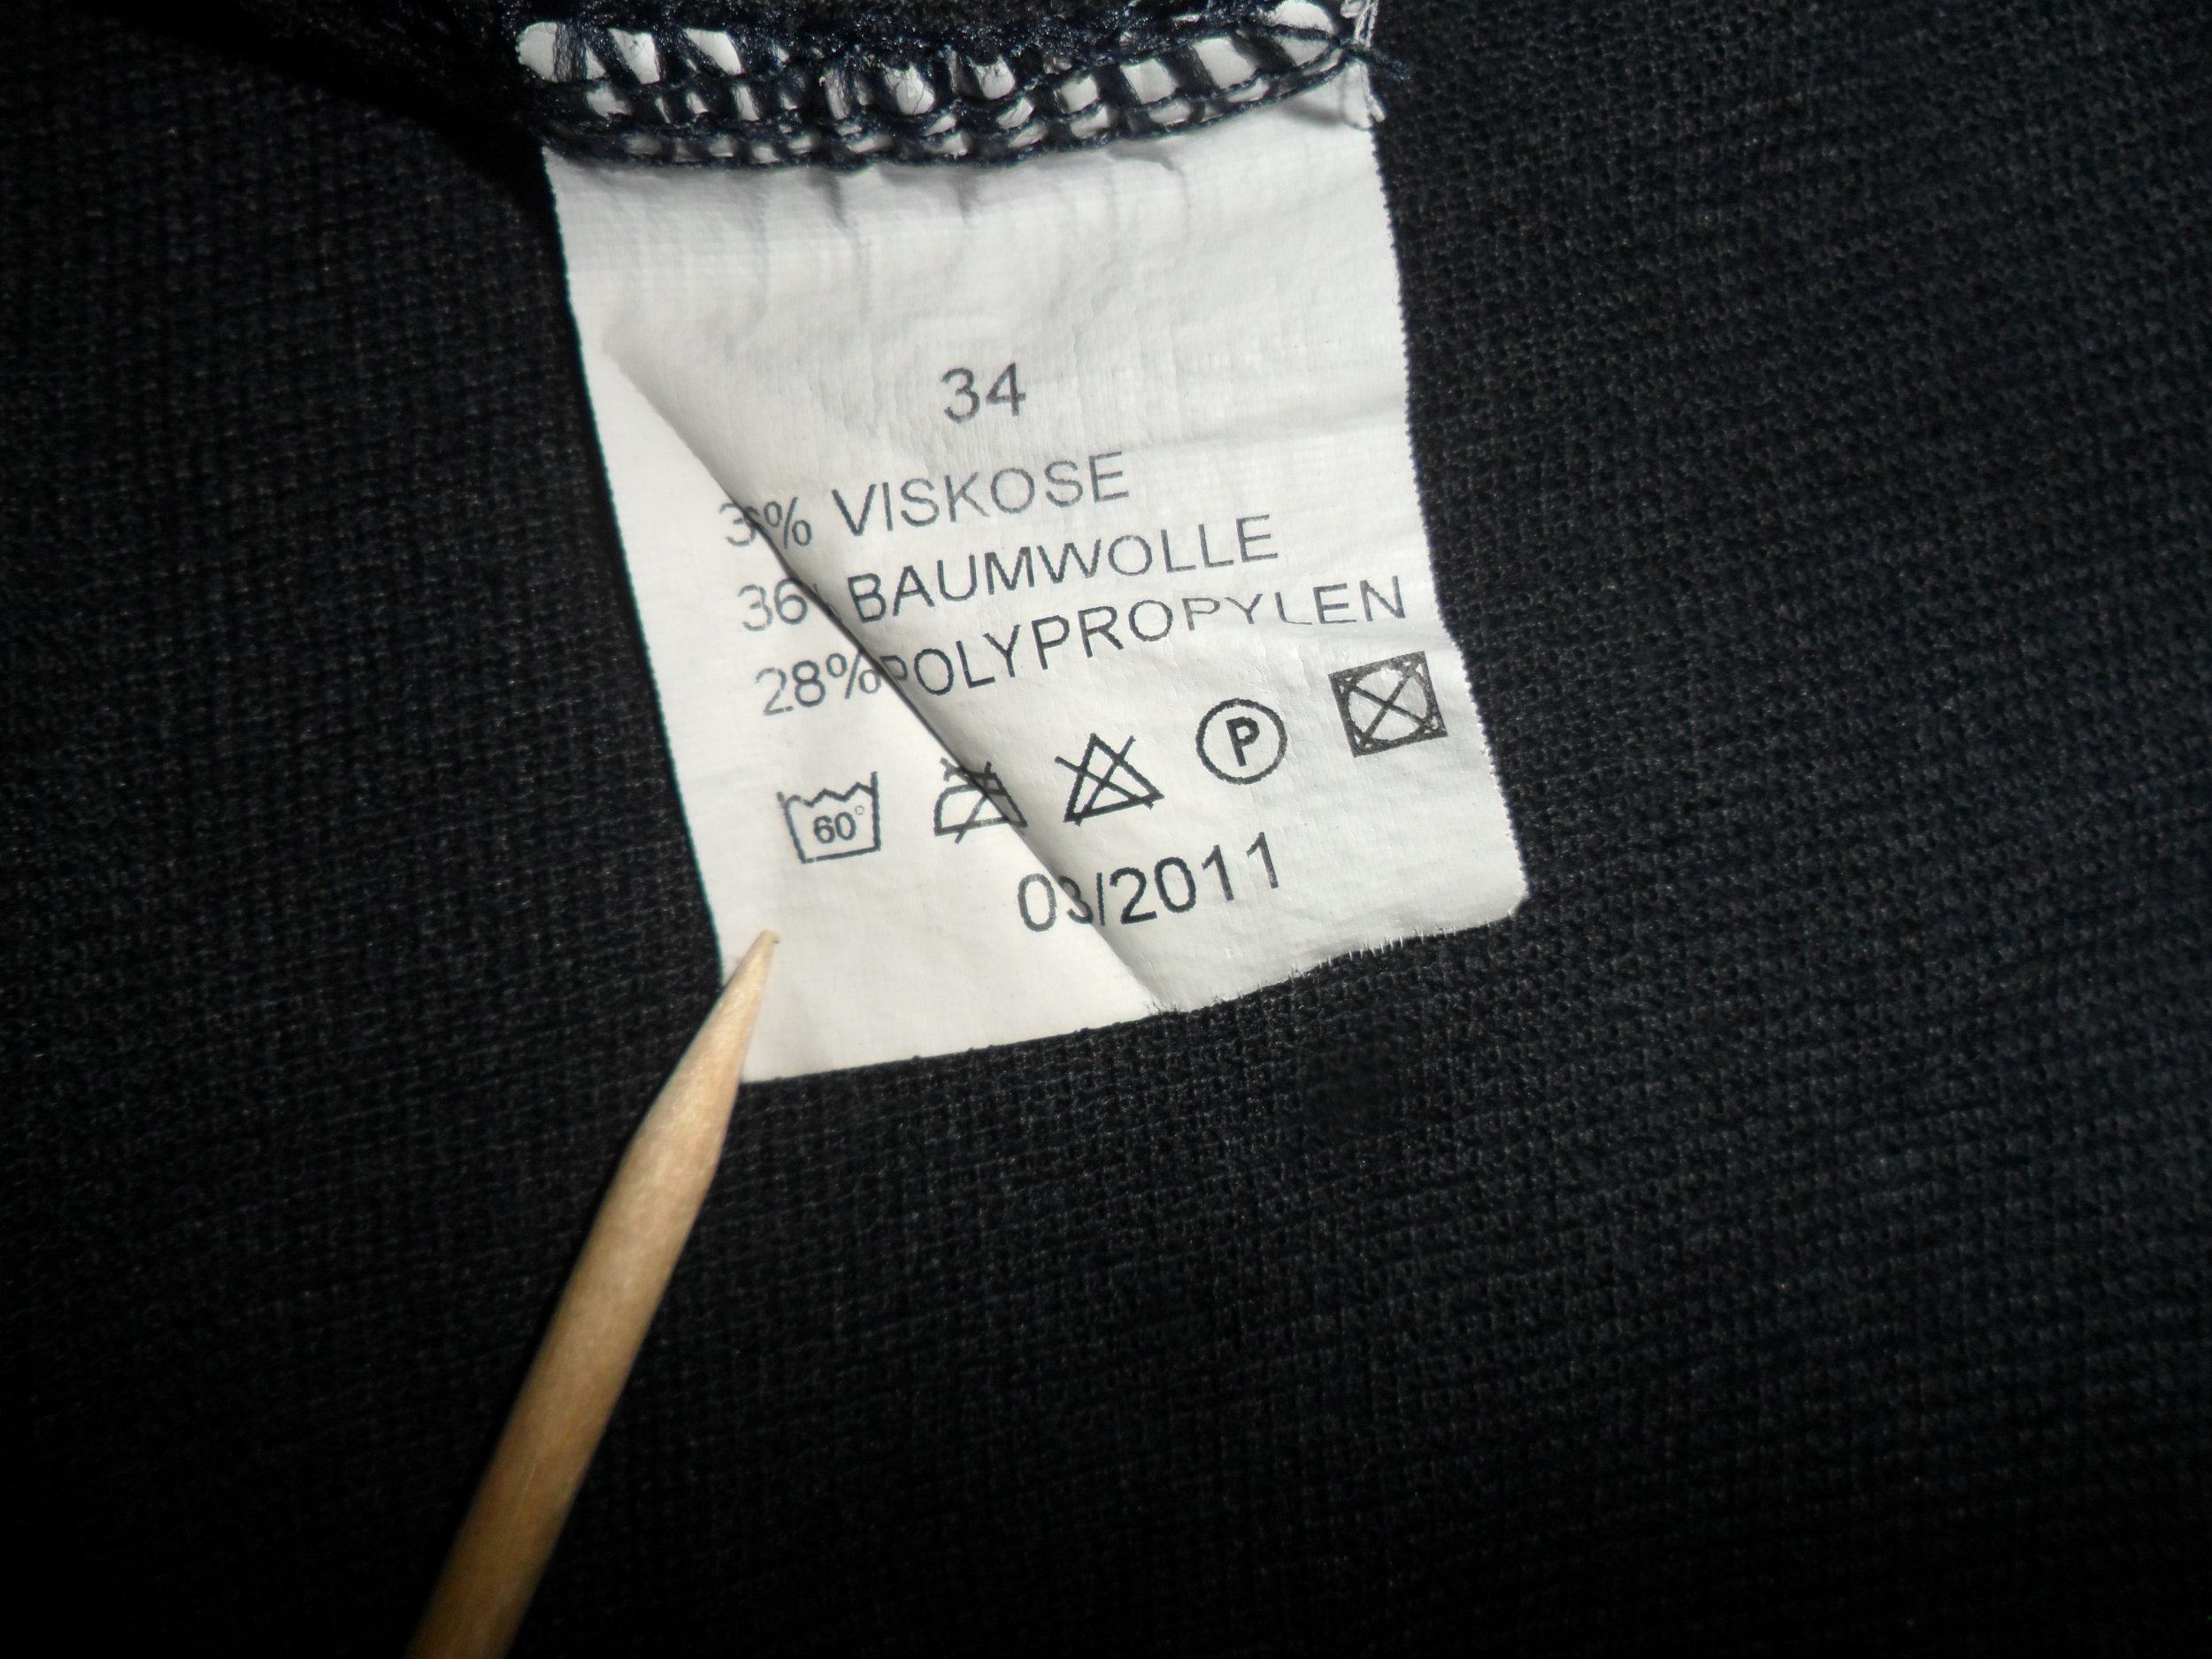 34
VISKOSE
36% BAUMWOLLE
28% POLYPROPYLEN
60°
P
03/2011